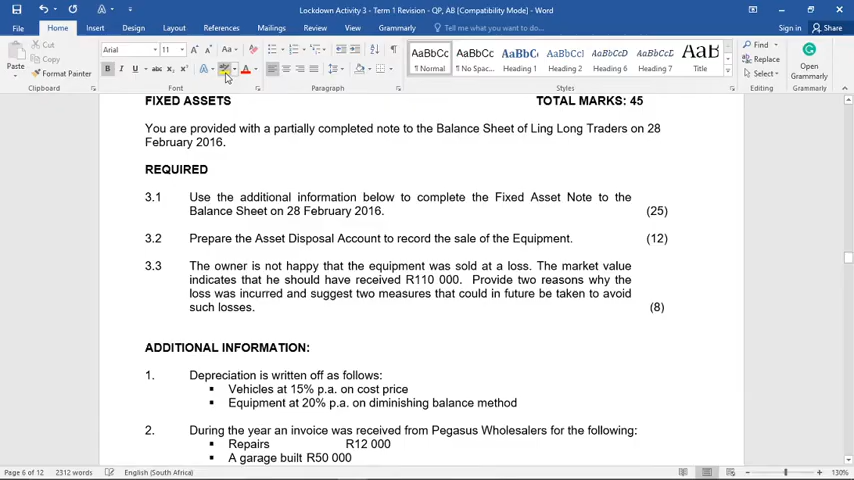 Lockdown Activity 3 - Term 1 Revision - QP, AB [Compatibility Mode] - Word
File Home Insert Draw Design Layout References Mailings Review View Grammarly Tell me what you want to do... Sign in Share
Paste
Cut
Copy
Format Painter
Clipboard
Arial 11
Font
Paragraph
AaBbCc AaBbCc AaBbC( AaBbC( AaBbCc AaBbCc AaB
¶ Normal ¶ No Spac... Heading 1 Heading 2 Heading 6 Heading 7 Title
Styles
Find
Replace
Select
Editing
Open
Grammarly
Grammarly
FIXED ASSETS TOTAL MARKS: 45
You are provided with a partially completed note to the Balance Sheet of Ling Long Traders on 28
February 2016.
REQUIRED
3.1 Use the additional information below to complete the Fixed Asset Note to the
Balance Sheet on 28 February 2016. (25)
3.2 Prepare the Asset Disposal Account to record the sale of the Equipment. (12)
3.3 The owner is not happy that the equipment was sold at a loss. The market value
indicates that he should have received R110 000. Provide two reasons why the
loss was incurred and suggest two measures that could in future be taken to avoid
such losses. (8)
ADDITIONAL INFORMATION:
1. Depreciation is written off as follows:
▪ Vehicles at 15% p.a. on cost price
▪ Equipment at 20% p.a. on diminishing balance method
2. During the year an invoice was received from Pegasus Wholesalers for the following:
▪ Repairs R12 000
▪ A garage built R50 000
Page 6 of 12 2312 words English (South Africa) 130%